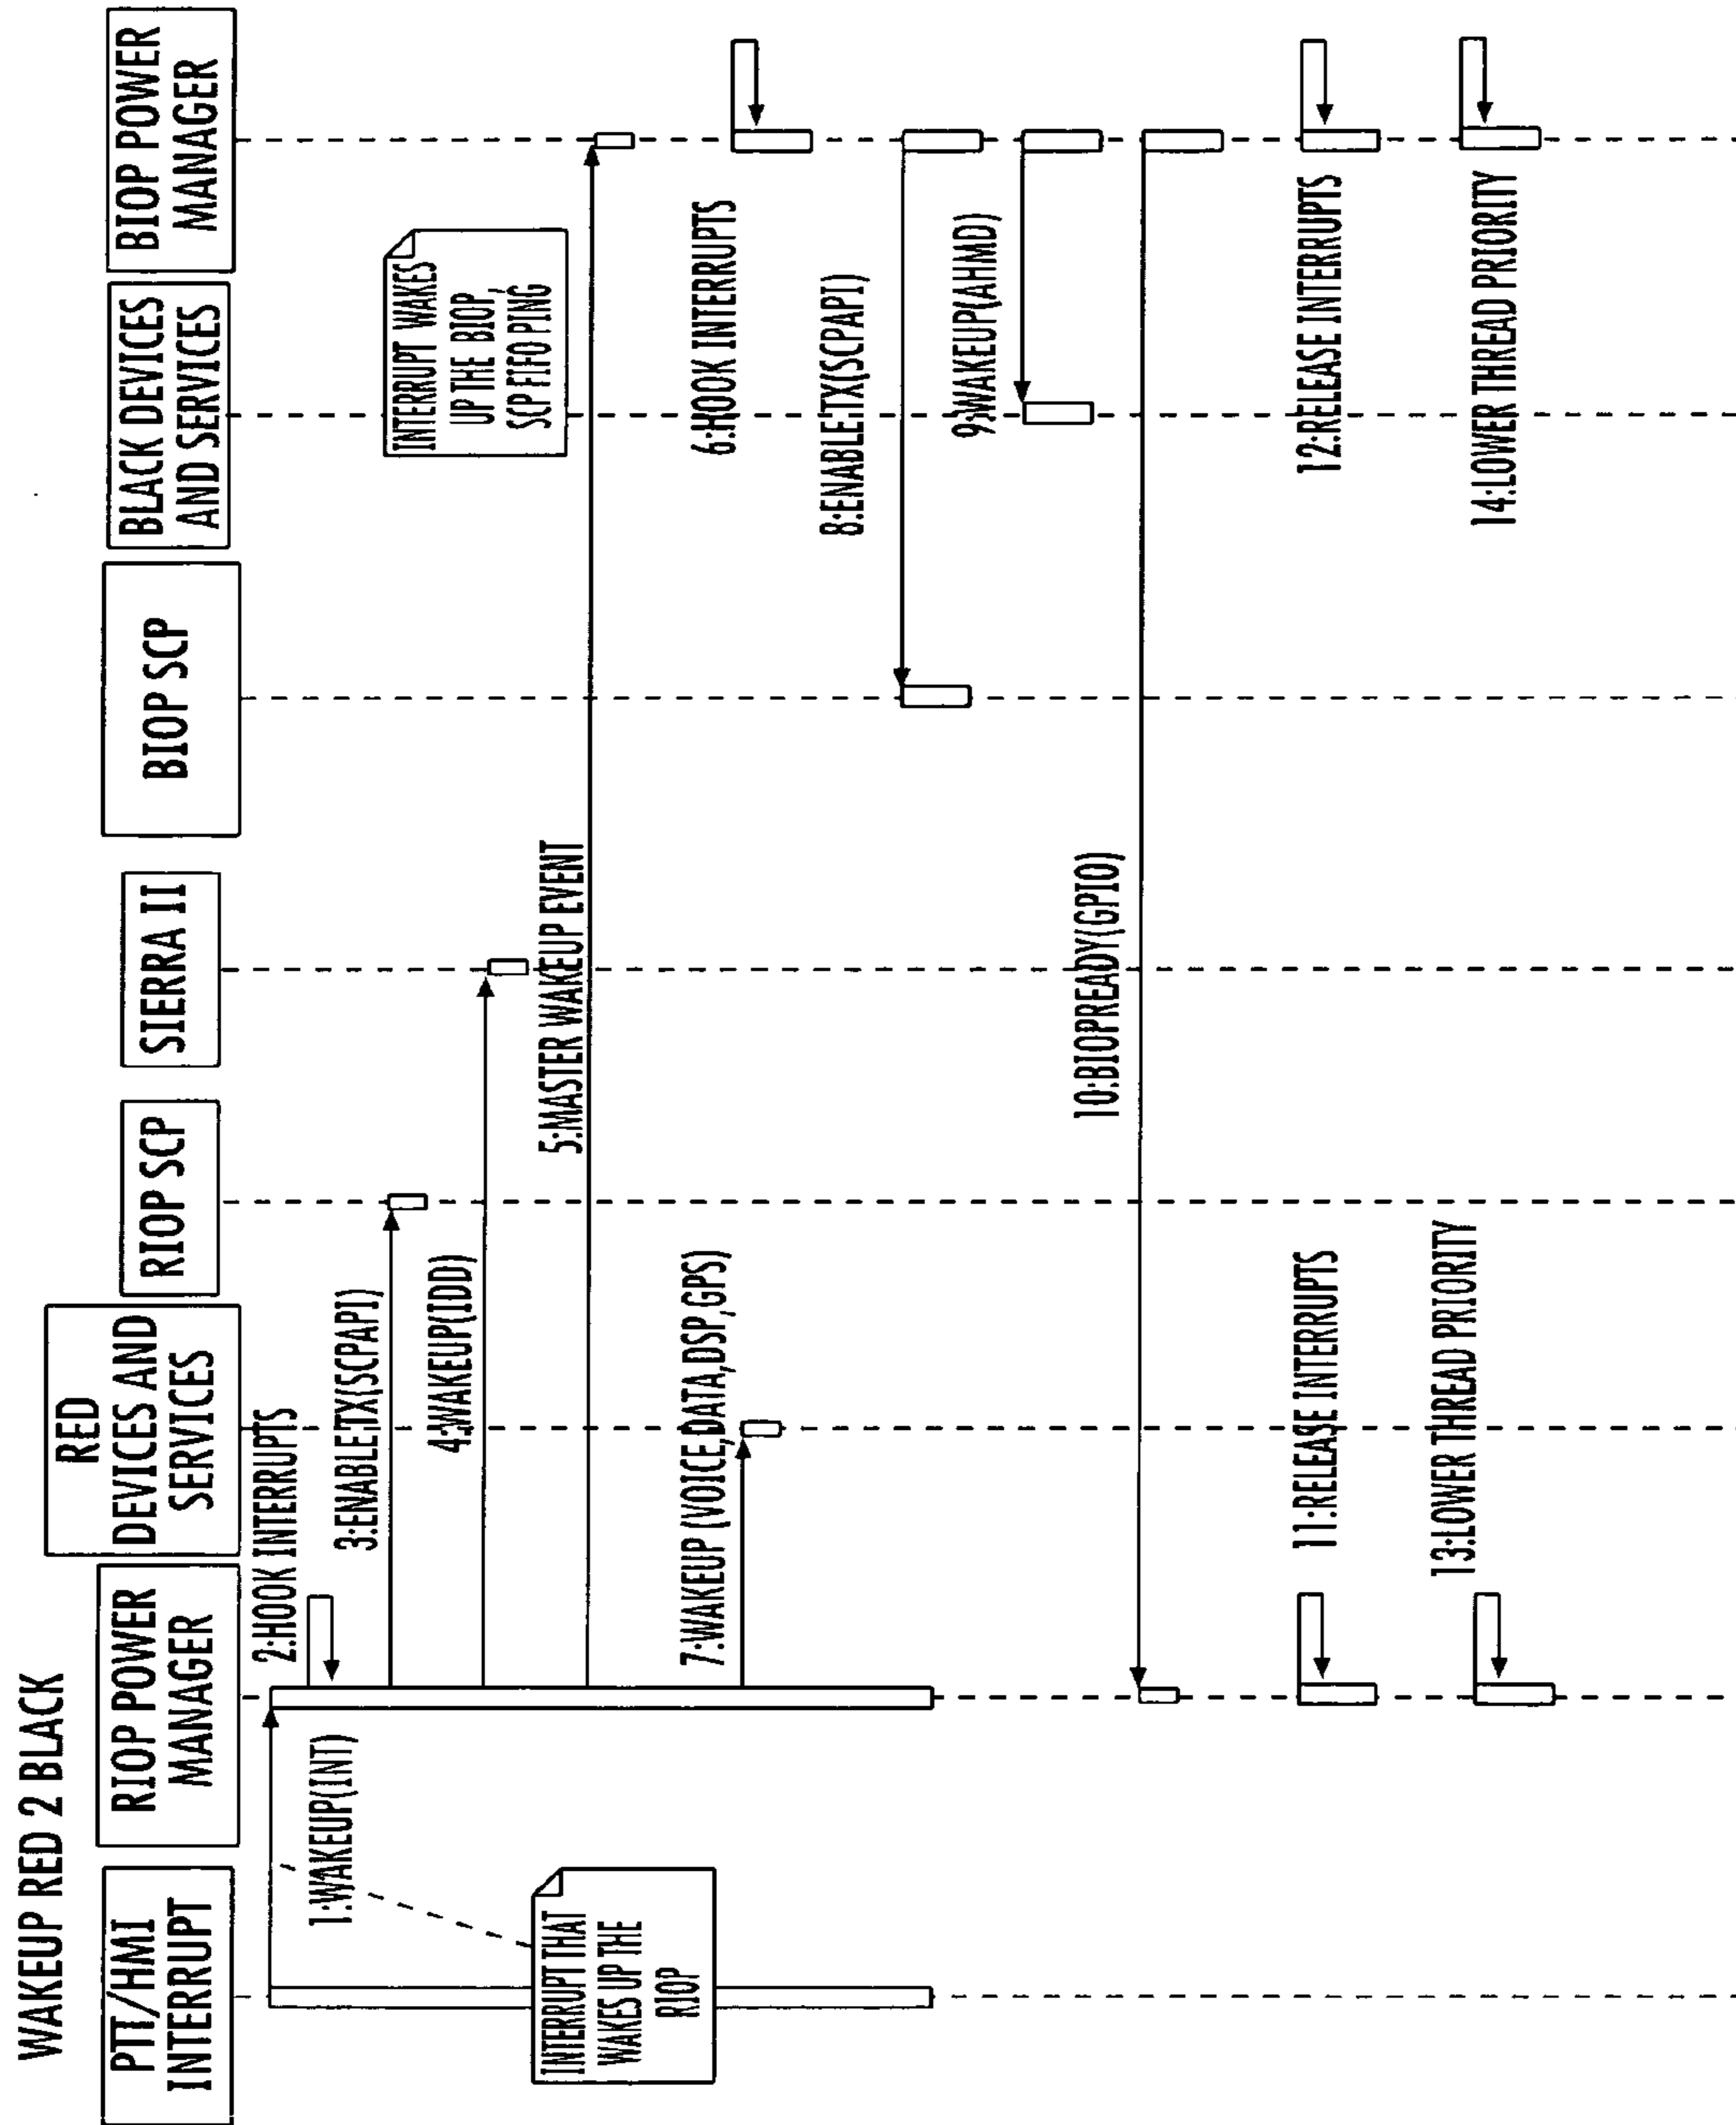 WAKEUP RED 2 BLACK
PTT/HMI
INTERRUPT
RIOP POWER
MANAGER
RED
DEVICES AND
SERVICES
RIOP SCP
SIERRA II
BIOP SCP
BLACK DEVICES
AND SERVICES
BIOP POWER
MANAGER
1:WAKEUP(INT)
2:HOOK INTERRUPTS
3:ENABLETX(SCPAPI)
4:WAKEUP(IDD)
INTERRUPT WAKES
UP THE BIOP,
SCP FIFO PING
5:MASTER WAKEUP EVENT
INTERRUPT THAT
WAKES UP THE
RIOP
6:HOOK INTERRUPTS
7:WAKEUP (VOICE,DATA,DSP,GPS)
8:ENABLETX(SCPAPI)
9:WAKEUP(AHMD)
10:BIOPREADY(GPIO)
11:RELEASE INTERRUPTS
12:RELEASE INTERRUPTS
13:LOWER THREAD PRIORITY
14:LOWER THREAD PRIORITY